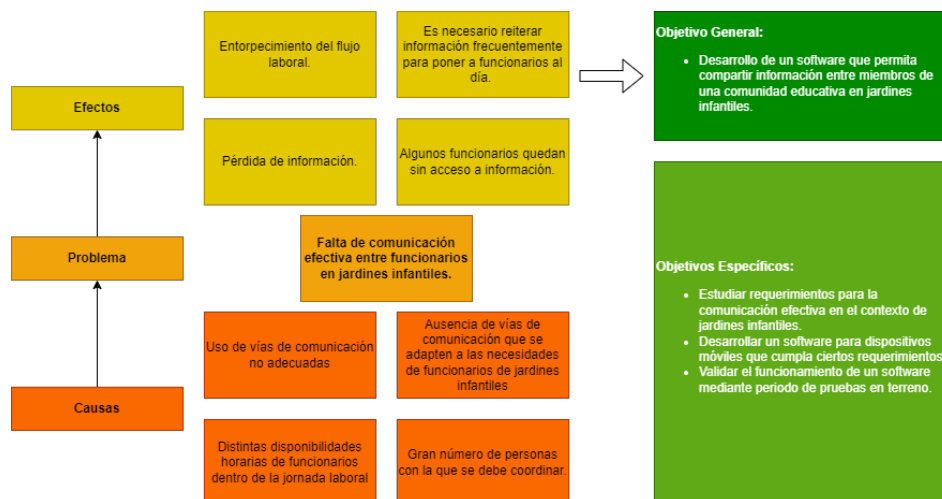 Entorpecimiento del flujo
laboral.
Es necesario reiterar
información frecuentemente
para poner a funcionarios al
día.
Objetivo General:
• Desarrollo de un software que permita
compartir información entre miembros de
una comunidad educativa en jardines
infantiles.
Efectos
Pérdida de información.
Algunos funcionarios quedan
sin acceso a información.
Problema
Falta de comunicación
efectiva entre funcionarios
en jardines infantiles.
Objetivos Específicos:
• Estudiar requerimientos para la
comunicación efectiva en el contexto de
jardines infantiles.
• Desarrollar un software para dispositivos
móviles que cumpla ciertos requerimientos
• Validar el funcionamiento de un software
mediante periodo de pruebas en terreno.
Uso de vías de comunicación
no adecuadas
Ausencia de vías de
comunicación que se
adapten a las necesidades
de funcionarios de jardines
infantiles
Causas
Distintas disponibilidades
horarias de funcionarios
dentro de la jornada laboral
Gran número de personas
con la que se debe coordinar.